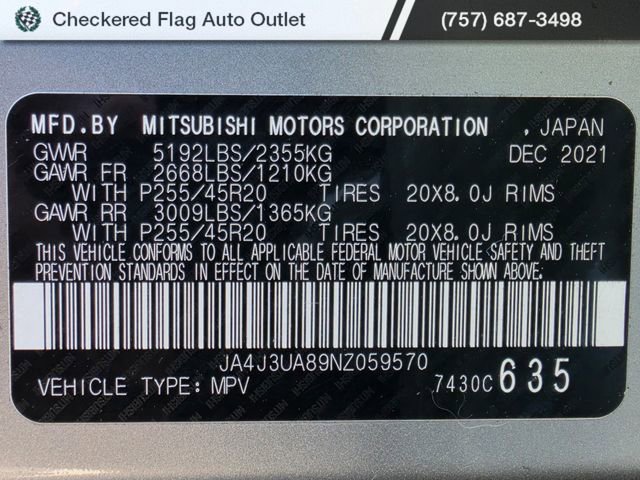 Checkered Flag Auto Outlet (757) 687-3498
MFD.BY MITSUBISHI MOTORS CORPORATION , JAPAN
GVWR 5192LBS/2355KG DEC 2021
GAWR FR 2668LBS/1210KG
WITH P255/45R20 TIRES 20X8.0J RIMS
GAWR RR 3009LBS/1365KG
WITH P255/45R20 TIRES 20X8.0J RIMS
THIS VEHICLE CONFORMS TO ALL APPLICABLE FEDERAL MOTOR VEHICLE SAFETY AND THEFT
PREVENTION STANDARDS IN EFFECT ON THE DATE OF MANUFACTURE SHOWN ABOVE.
JA4J3UA89NZ059570
VEHICLE TYPE: MPV 7430C 635